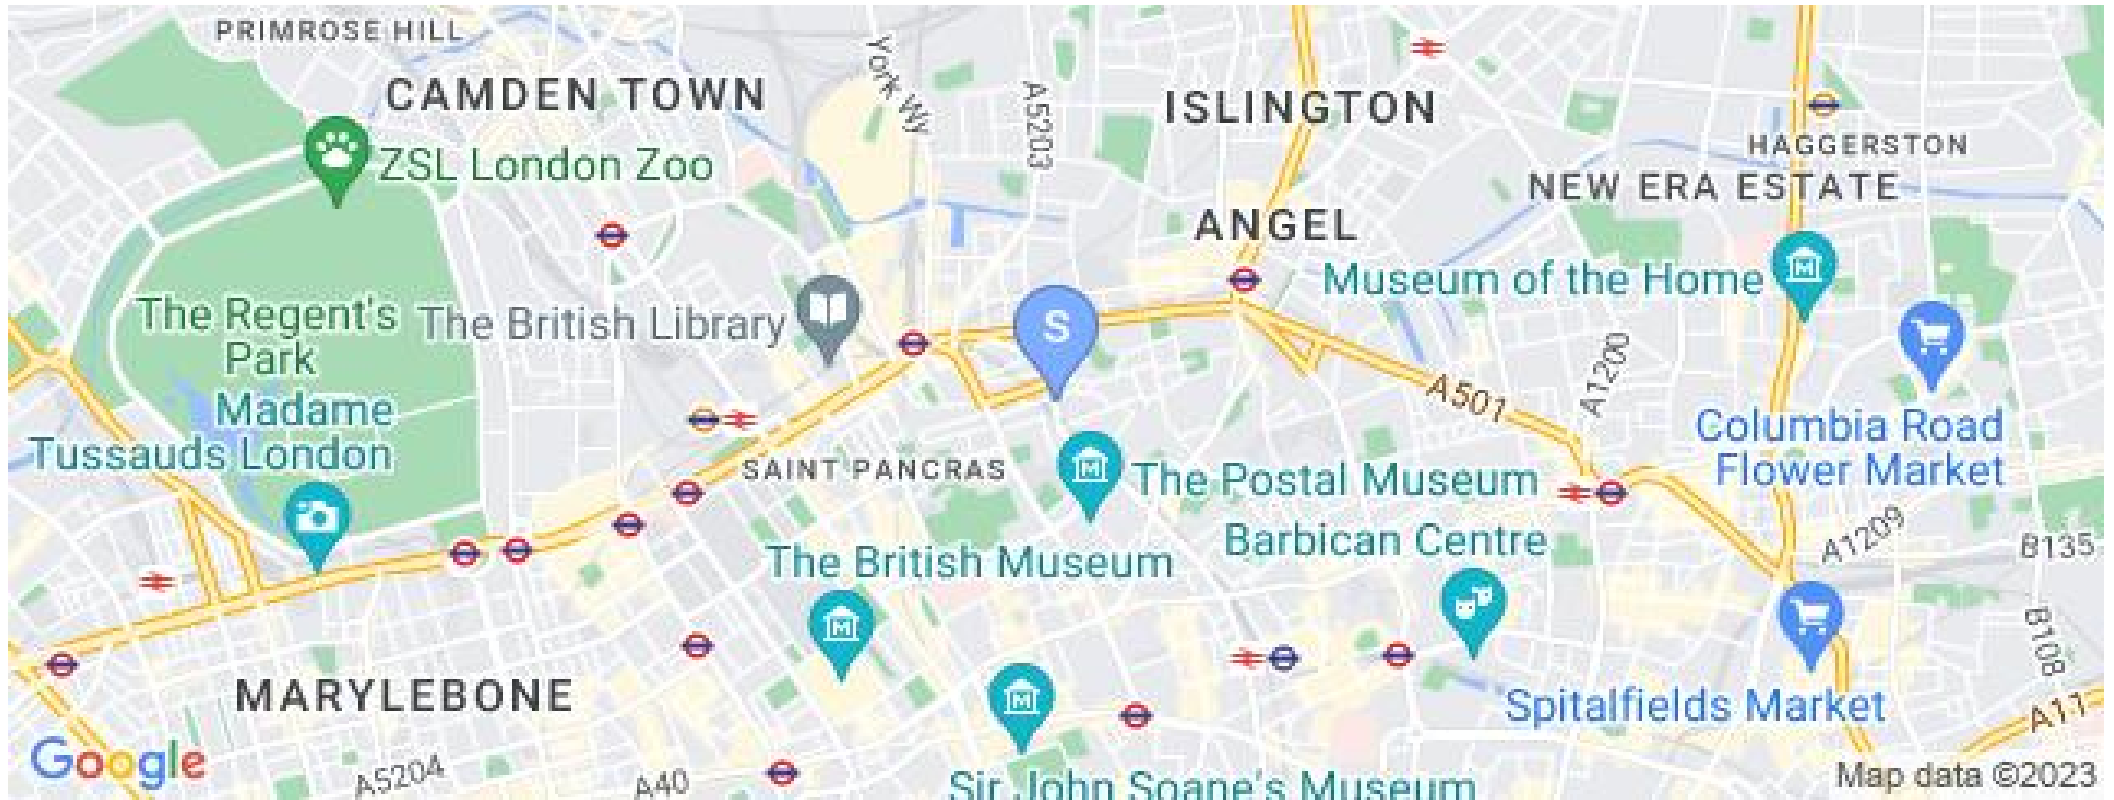 PRIMROSE HILL
CAMDEN TOWN
York Wy
A5203
ISLINGTON
HAGGERSTON
ZSL London Zoo
NEW ERA ESTATE
ANGEL
Museum of the Home
The Regent's
Park
The British Library
S
A501
A1200
Madame
Tussauds London
Columbia Road
Flower Market
SAINT PANCRAS
The Postal Museum
Barbican Centre
A1209
B135
The British Museum
B108
MARYLEBONE
Spitalfields Market
A11
Google
A5204
A40
Sir John Soane's Museum
Map data ©2023